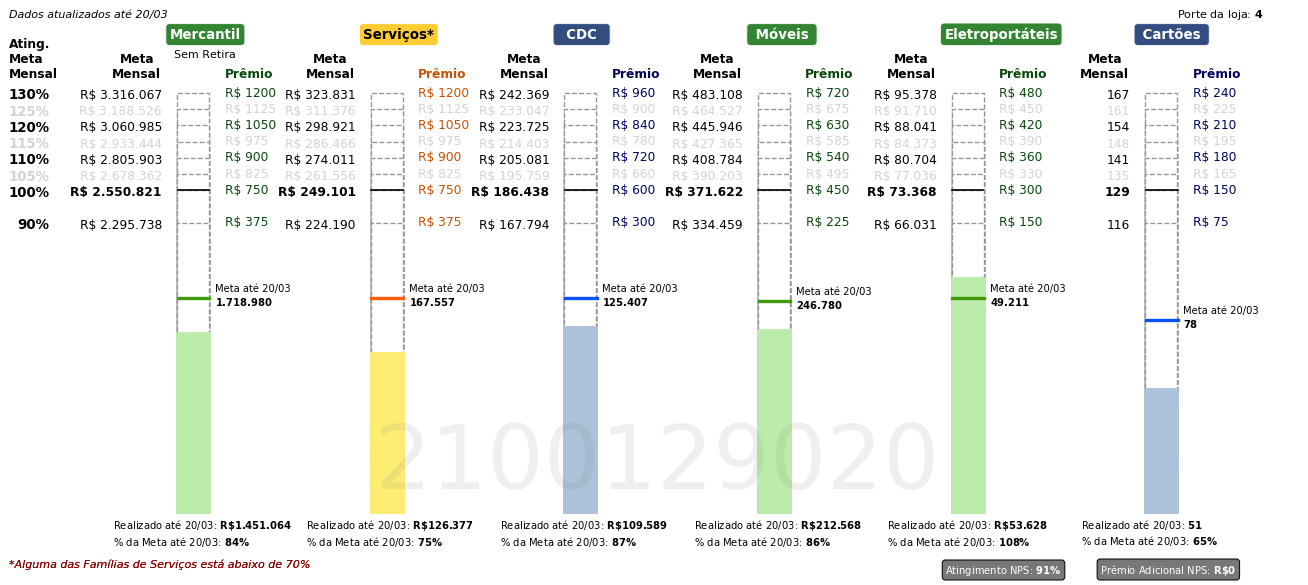 Dados atualizados até 20/03
Porte da loja: 4
Mercantil Serviços* CDC Móveis Eletroportáteis Cartões
Sem Retira
Ating. Meta Mensal
Meta Mensal Prêmio Meta Mensal Prêmio Meta Mensal Prêmio Meta Mensal Prêmio Meta Mensal Prêmio Meta Mensal Prêmio
130% R$ 3.316.067 R$ 1200 R$ 323.831 R$ 1200 R$ 242.369 R$ 960 R$ 483.108 R$ 720 R$ 95.378 R$ 480 167 R$ 240
125% R$ 3.188.526 R$ 1125 R$ 311.376 R$ 1125 R$ 233.047 R$ 900 R$ 464.527 R$ 675 R$ 91.710 R$ 450 161 R$ 225
120% R$ 3.060.985 R$ 1050 R$ 298.921 R$ 1050 R$ 223.725 R$ 840 R$ 445.946 R$ 630 R$ 88.041 R$ 420 154 R$ 210
115% R$ 2.933.444 R$ 975 R$ 286.466 R$ 975 R$ 214.403 R$ 780 R$ 427.365 R$ 585 R$ 84.373 R$ 390 148 R$ 195
110% R$ 2.805.903 R$ 900 R$ 274.011 R$ 900 R$ 205.081 R$ 720 R$ 408.784 R$ 540 R$ 80.704 R$ 360 141 R$ 180
105% R$ 2.678.362 R$ 825 R$ 261.556 R$ 825 R$ 195.759 R$ 660 R$ 390.203 R$ 495 R$ 77.036 R$ 330 135 R$ 165
100% R$ 2.550.821 R$ 750 R$ 249.101 R$ 750 R$ 186.438 R$ 600 R$ 371.622 R$ 450 R$ 73.368 R$ 300 129 R$ 150
90% R$ 2.295.738 R$ 375 R$ 224.190 R$ 375 R$ 167.794 R$ 300 R$ 334.459 R$ 225 R$ 66.031 R$ 150 116 R$ 75
Meta até 20/03 Meta até 20/03 Meta até 20/03 Meta até 20/03 Meta até 20/03
1.718.980 167.557 125.407 246.780 49.211
Meta até 20/03
78
2100129020
Realizado até 20/03: R$1.451.064 Realizado até 20/03: R$126.377 Realizado até 20/03: R$109.589 Realizado até 20/03: R$212.568 Realizado até 20/03: R$53.628 Realizado até 20/03: 51
% da Meta até 20/03: 84% % da Meta até 20/03: 75% % da Meta até 20/03: 87% % da Meta até 20/03: 86% % da Meta até 20/03: 108% % da Meta até 20/03: 65%
*Alguma das Famílias de Serviços está abaixo de 70%
Atingimento NPS: 91% Prêmio Adicional NPS: R$0